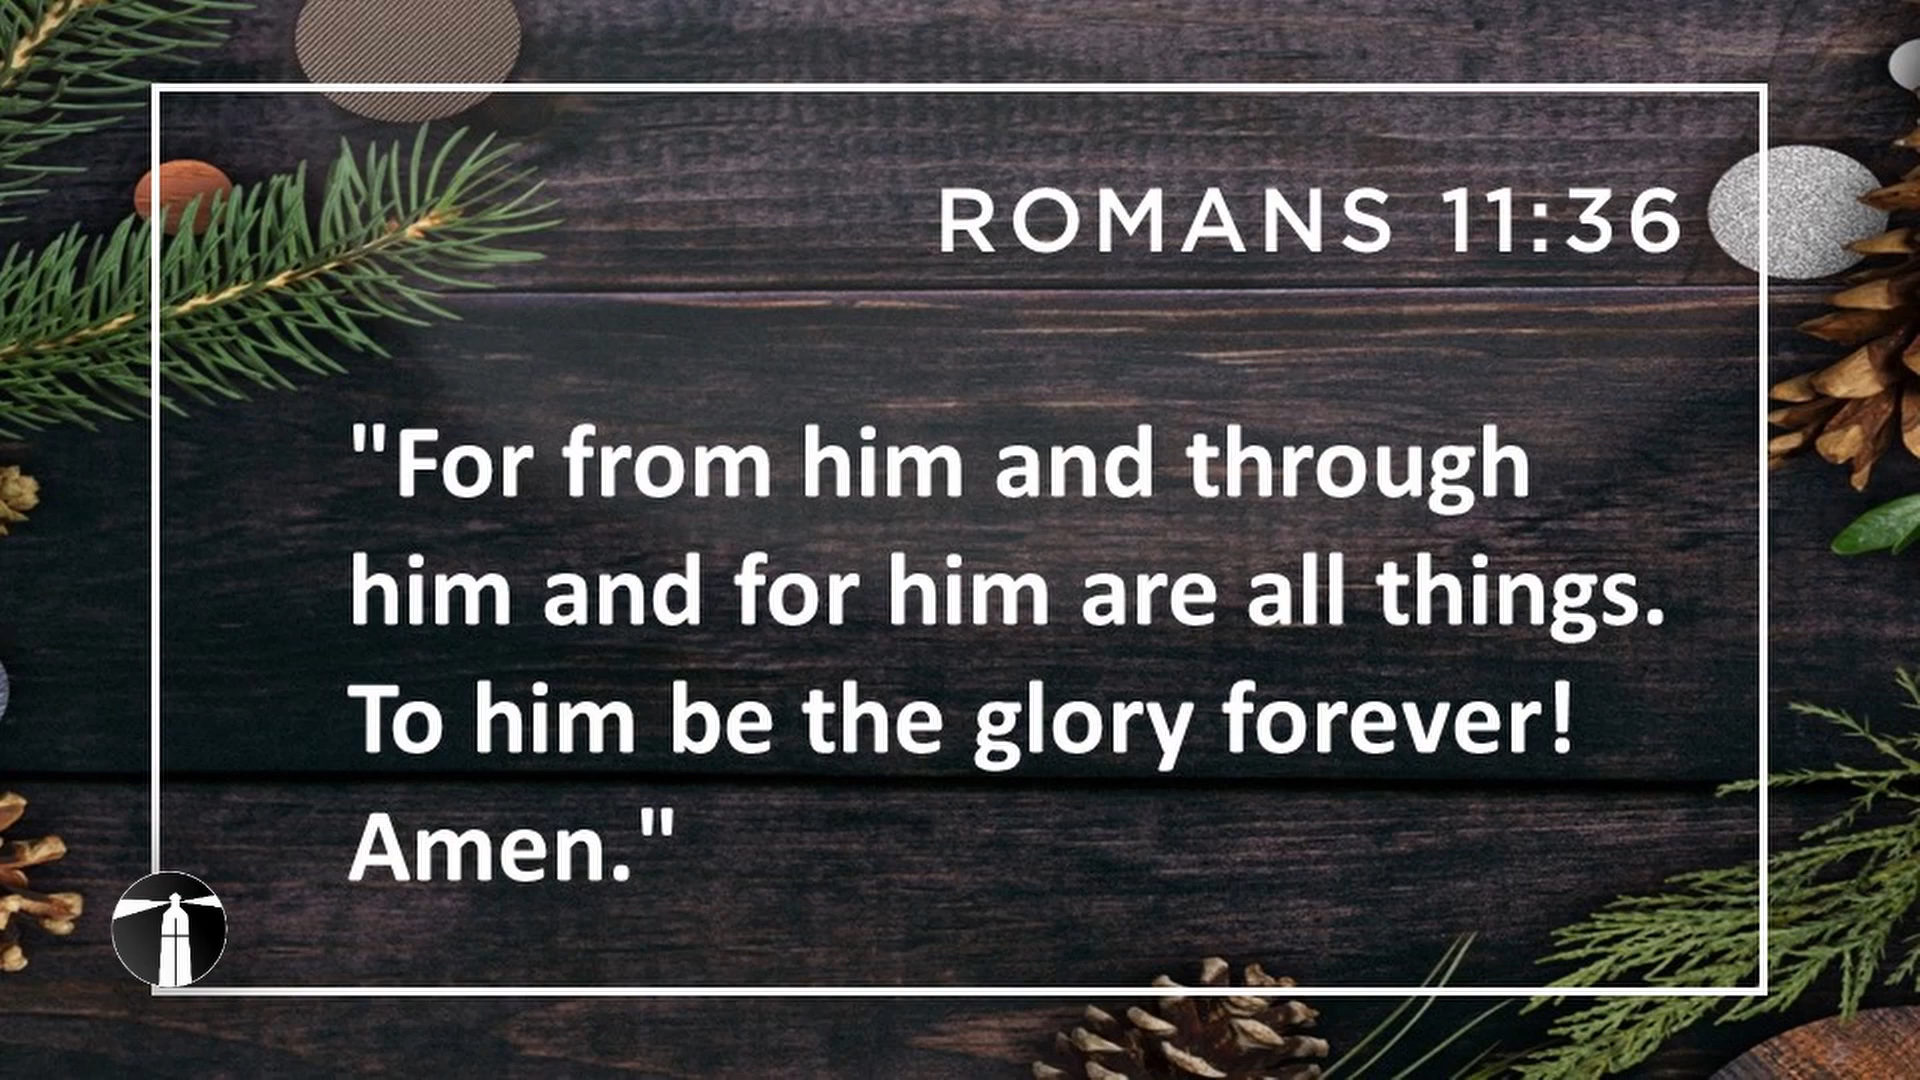 ROMANS 11:36
"For from him and through
him and for him are all things.
To him be the glory forever!
Amen."